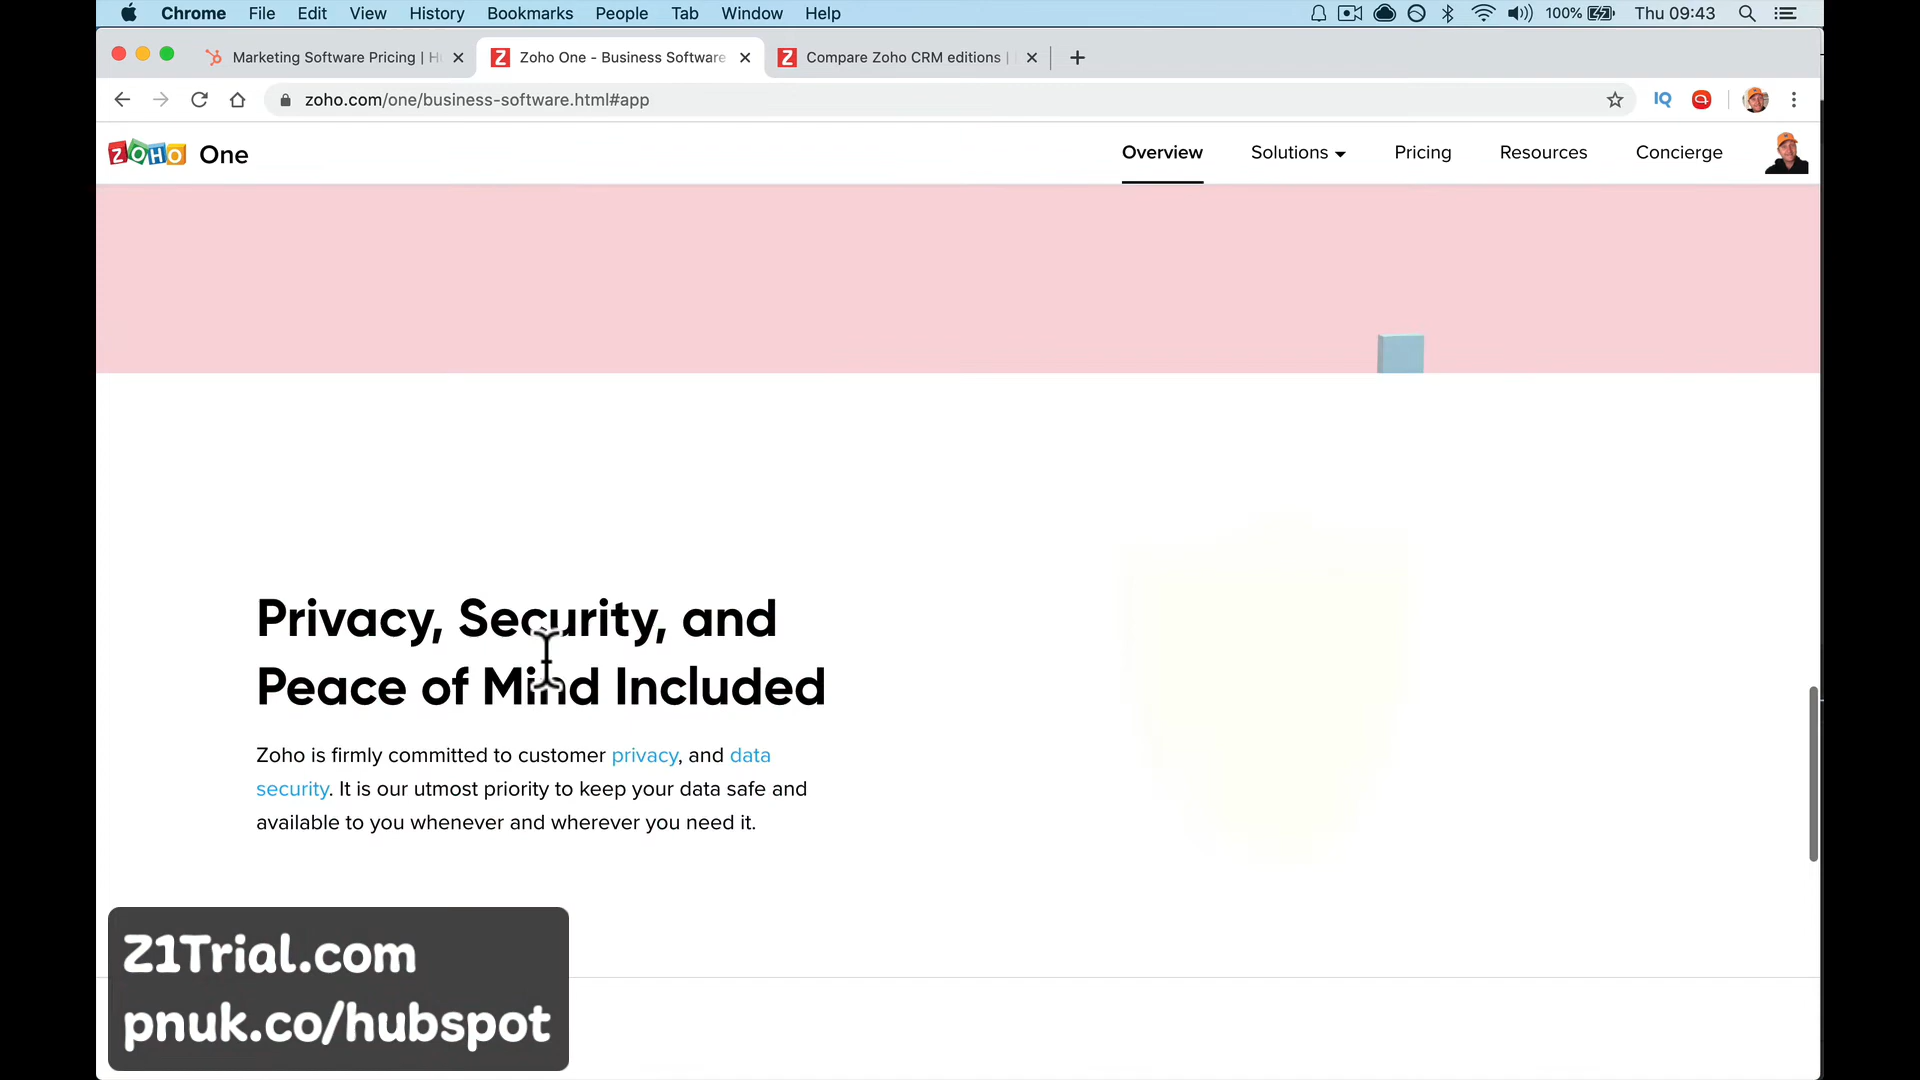 Chrome File Edit View History Bookmarks People Tab Window Help 100% Thu 09:43
Marketing Software Pricing | H Zoho One - Business Software Compare Zoho CRM editions |
zoho.com/one/business-software.html#app IQ
ZOHO One Overview Solutions Pricing Resources Concierge
Privacy, Security, and
Peace of Mind Included
Zoho is firmly committed to customer privacy, and data
security. It is our utmost priority to keep your data safe and
available to you whenever and wherever you need it.
Z1Trial.com
pnuk.co/hubspot